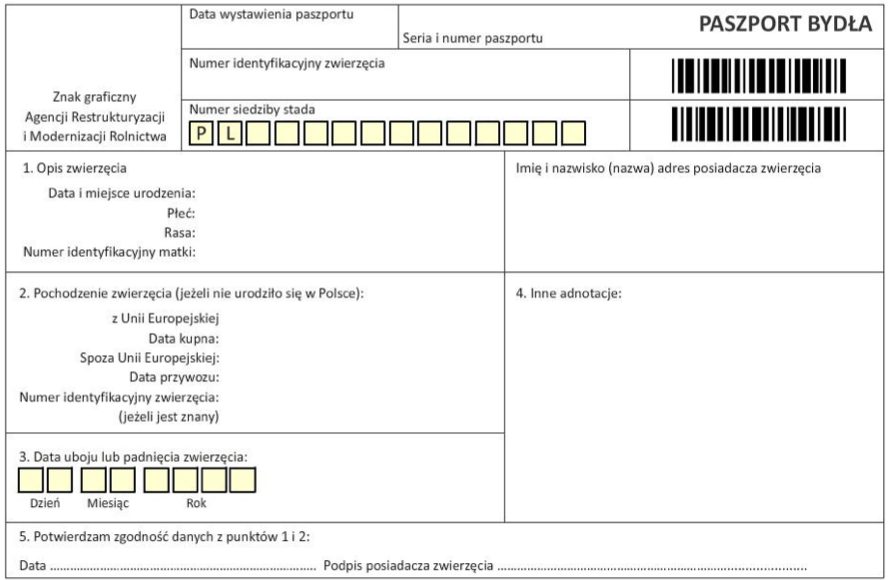 Data wystawienia paszportu
Seria i numer paszportu
PASZPORT BYDŁA
Znak graficzny
Agencji Restrukturyzacji
i Modernizacji Rolnictwa
Numer identyfikacyjny zwierzęcia
Numer siedziby stada
P L
1. Opis zwierzęcia
Data i miejsce urodzenia:
Płeć:
Rasa:
Numer identyfikacyjny matki:
Imię i nazwisko (nazwa) adres posiadacza zwierzęcia
2. Pochodzenie zwierzęcia (jeżeli nie urodziło się w Polsce):
z Unii Europejskiej
Data kupna:
Spoza Unii Europejskiej:
Data przywozu:
Numer identyfikacyjny zwierzęcia:
(jeżeli jest znany)
4. Inne adnotacje:
3. Data uboju lub padnięcia zwierzęcia:
Dzień Miesiąc Rok
5. Potwierdzam zgodność danych z punktów 1 i 2:
Data .................................................................. Podpis posiadacza zwierzęcia .............................................................................